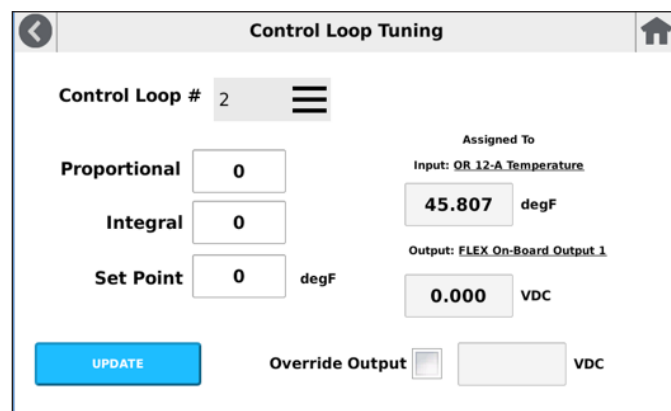 Control Loop Tuning
Control Loop # 2
Assigned To
Proportional 0
Input: OR 12-A Temperature
45.807 degF
Integral 0
Output: FLEX On-Board Output 1
Set Point 0 degF
0.000 VDC
UPDATE
Override Output VDC